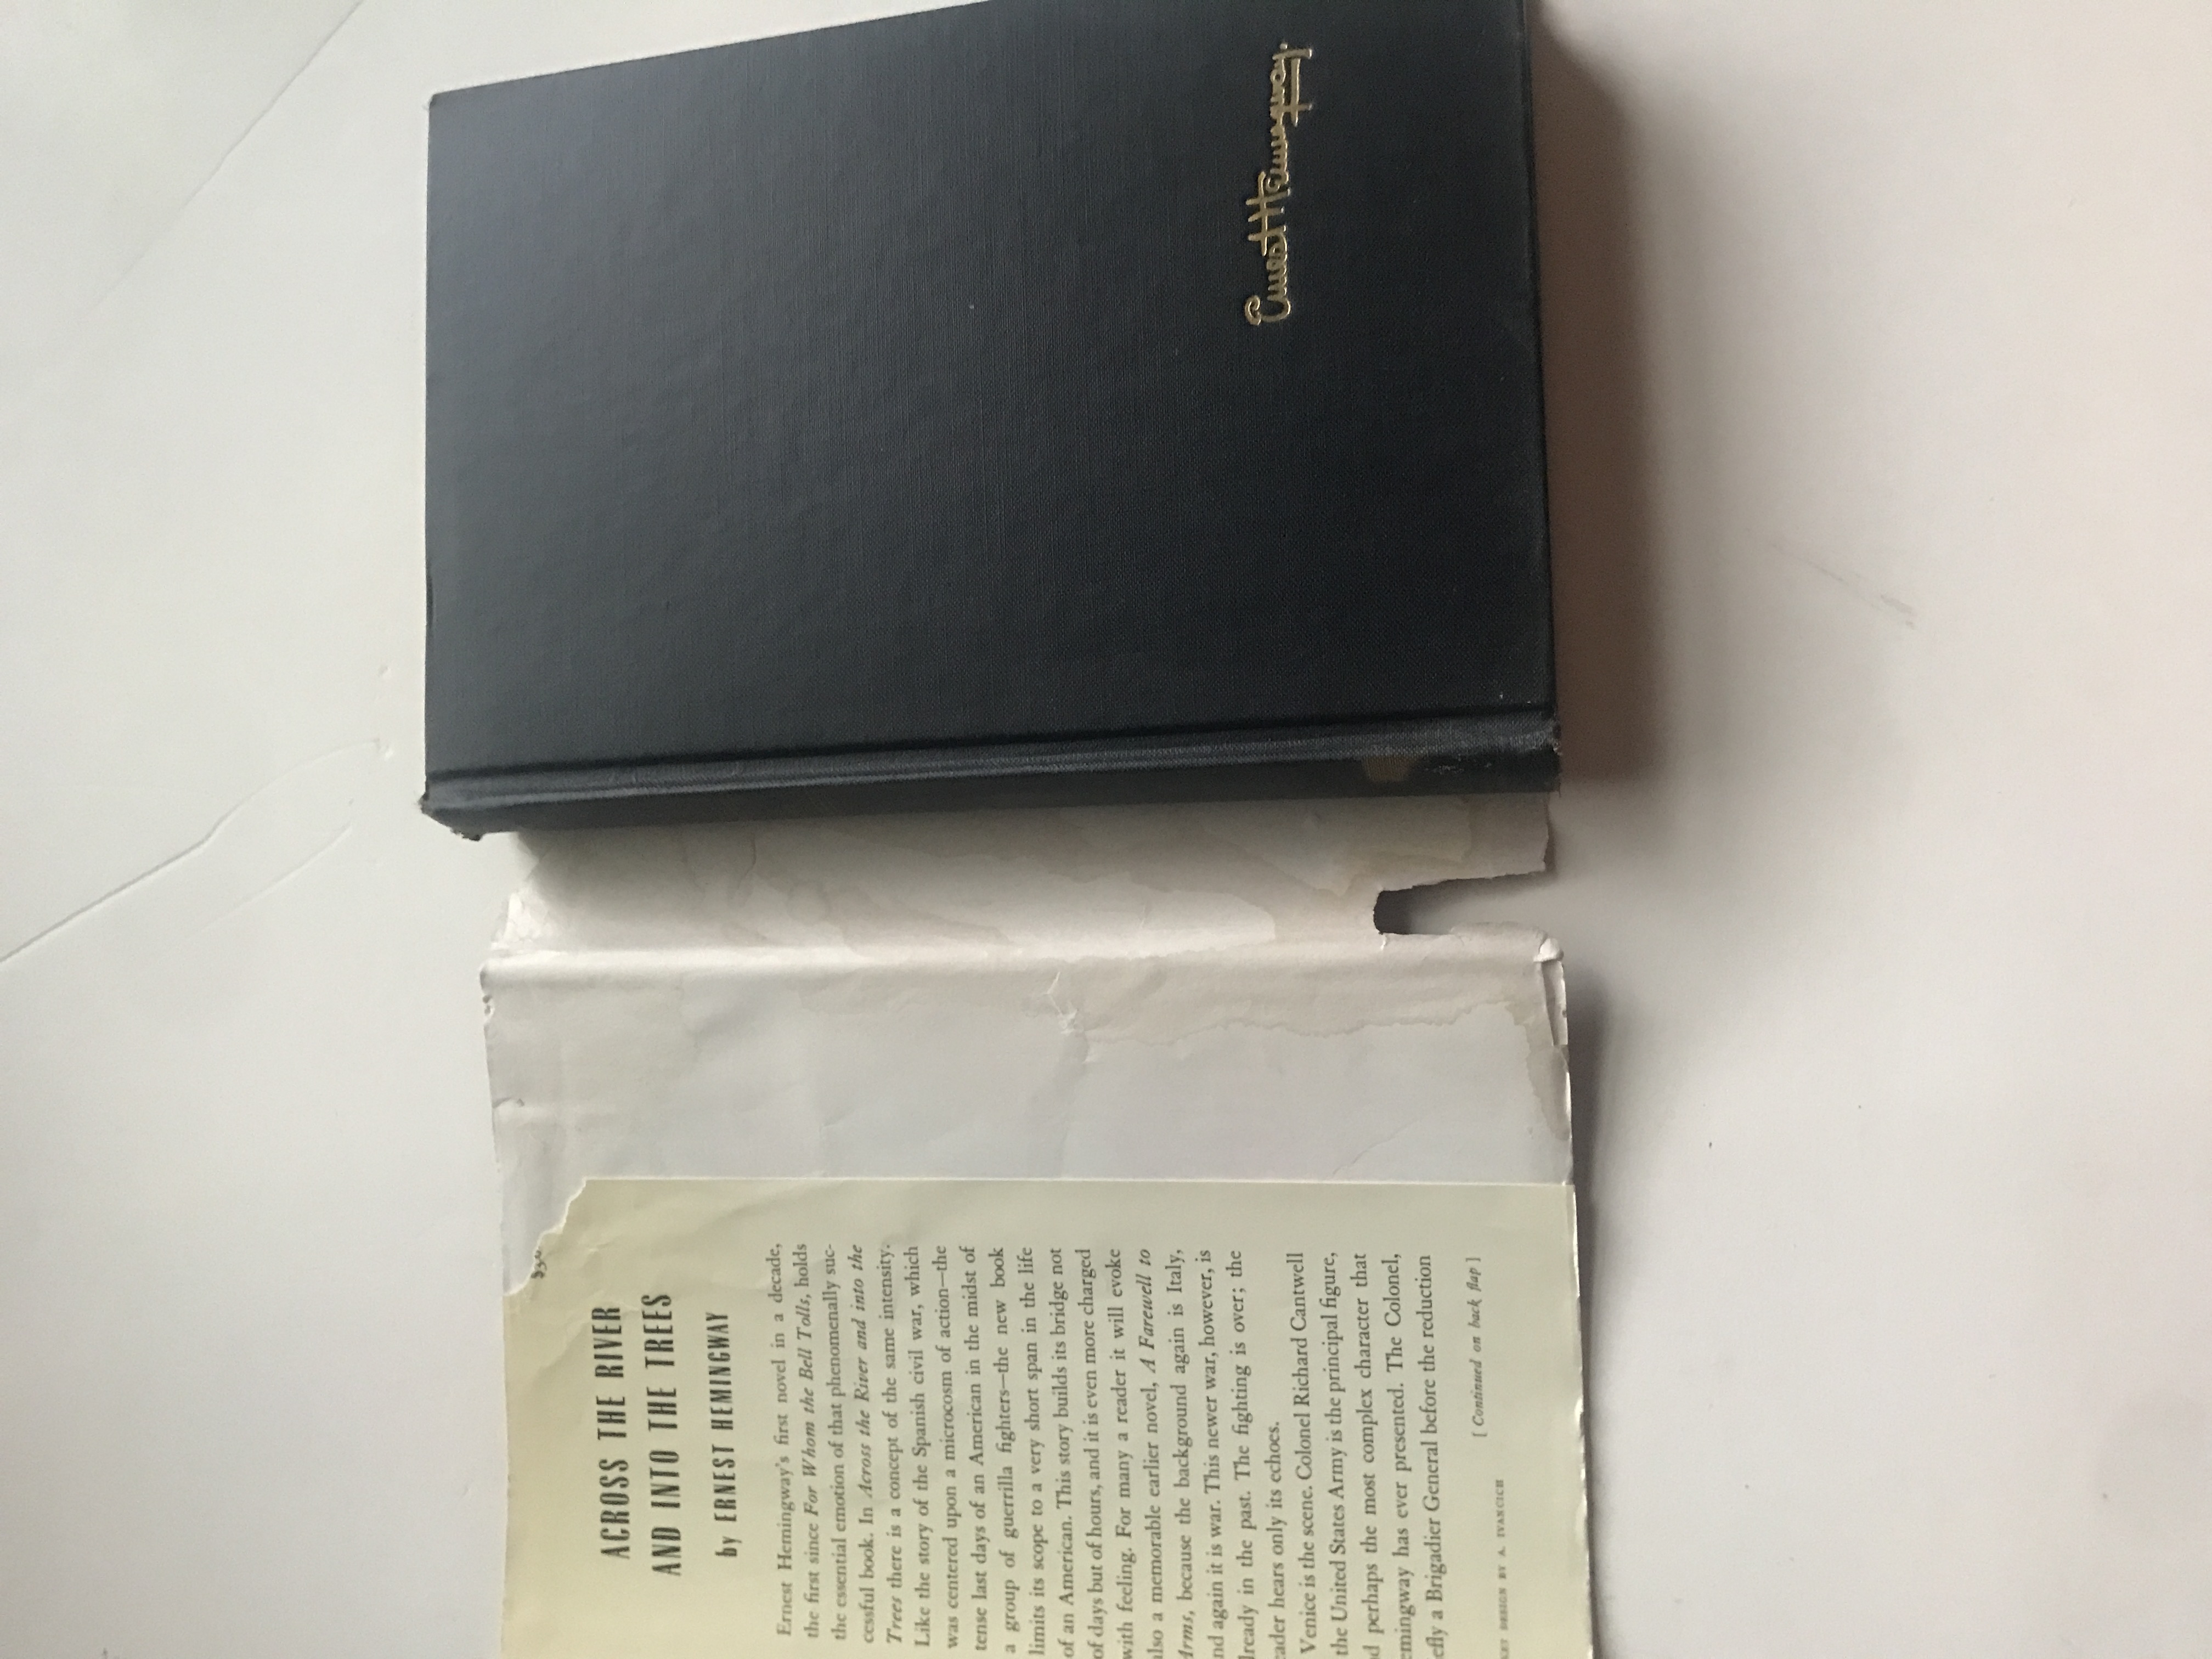 Ernest Hemingway.
ACROSS THE RIVER
AND INTO THE TREES
by ERNEST HEMINGWAY
Ernest Hemingway's first novel in a decade,
the first since For Whom the Bell Tolls, holds
the essential emotion of that phenomenally suc-
cessful book. In Across the River and into the
Trees there is a concept of the same intensity.
Like the story of the Spanish civil war, which
was centered upon a microcosm of action—the
tense last days of an American in the midst of
a group of guerrilla fighters—the new book
limits its scope to a very short span in the life
of an American. This story builds its bridge not
of days but of hours, and it is even more charged
with feeling. For many a reader it will evoke
lso a memorable earlier novel, A Farewell to
Arms, because the background again is Italy,
nd again it is war. This newer war, however, is
lready in the past. The fighting is over; the
eader hears only its echoes.
Venice is the scene. Colonel Richard Cantwell
the United States Army is the principal figure,
d perhaps the most complex character that
emingway has ever presented. The Colonel,
efly a Brigadier General before the reduction
[ Continued on back flap ]
KET DESIGN BY A. IVANCICH